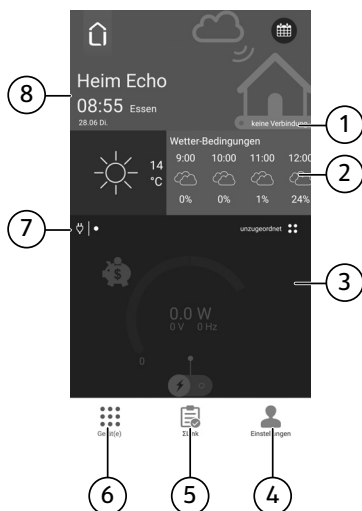 Heim Echo
08:55 Essen
28.06 Di.
keine Verbindung
Wetter-Bedingungen
14 °C
9:00 10:00 11:00 12:00
0% 0% 1% 24%
unzugeordnet
$
0.0 W
0 V 0 Hz
0
Gerät(e) ΣLink Einstellungen
8
1
2
7
3
6
5
4